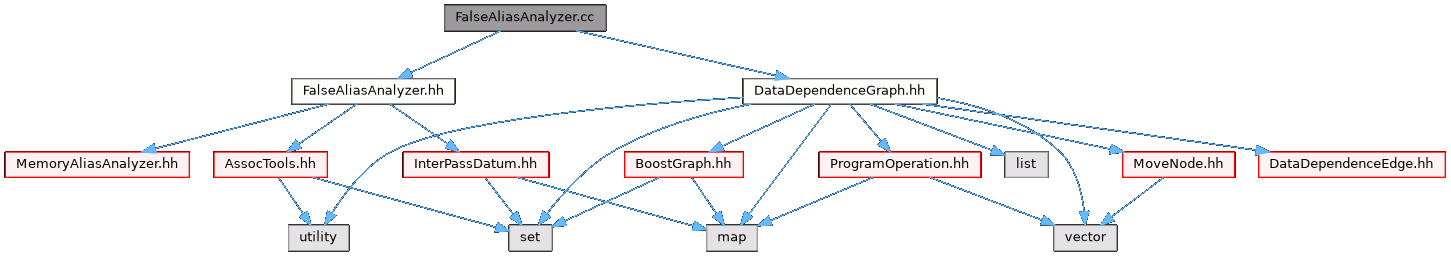 FalseAliasAnalyzer.cc
FalseAliasAnalyzer.hh
DataDependenceGraph.hh
MemoryAliasAnalyzer.hh
AssocTools.hh
InterPassDatum.hh
BoostGraph.hh
ProgramOperation.hh
list
MoveNode.hh
DataDependenceEdge.hh
utility
set
map
vector